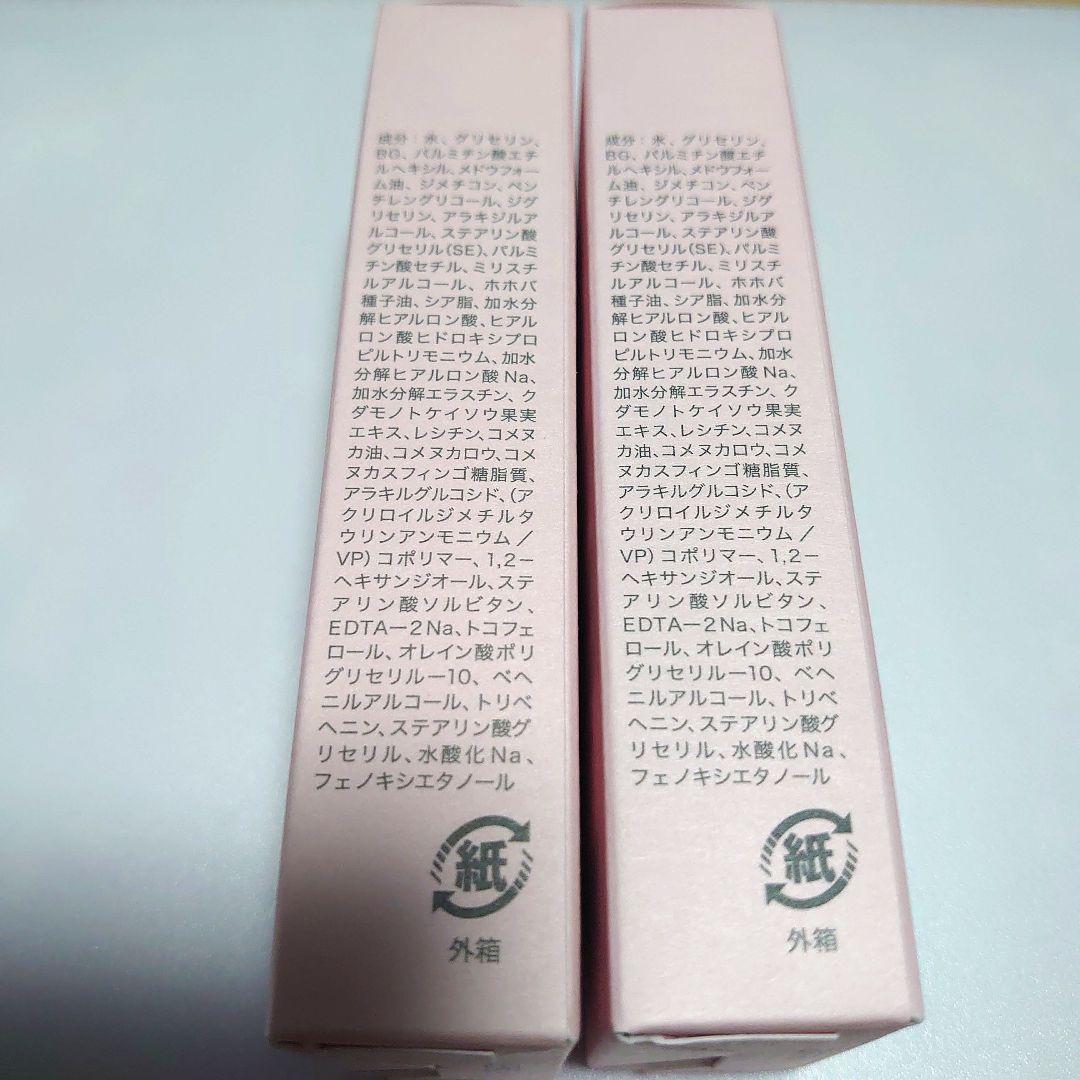 成分：水、グリセリン、
BG、パルミチン酸エチ
ルヘキシル、メドウフォー
ム油、ジメチコン、ペン
チレングリコール、ジグ
リセリン、アラキジルア
ルコール、ステアリン酸
グリセリル(SE)、パルミ
チン酸セチル、ミリスチ
ルアルコール、ホホバ
種子油、シア脂、加水分
解ヒアルロン酸、ヒアル
ロン酸ヒドロキシプロ
ピルトリモニウム、加水
分解ヒアルロン酸Na、
加水分解エラスチン、ク
ダモノトケイソウ果実
エキス、レシチン、コメヌ
カ油、コメヌカロウ、コメ
ヌカスフィンゴ糖脂質、
アラキルグルコシド、(ア
クリロイルジメチルタ
ウリンアンモニウム／
VP)コポリマー、1,2－
ヘキサンジオール、ステ
アリン酸ソルビタン、
EDTAー2Na、トコフェ
ロール、オレイン酸ポリ
グリセリルー10、ベヘ
ニルアルコール、トリベ
ヘニン、ステアリン酸グ
リセリル、水酸化Na、
フェノキシエタノール
紙
外箱
成分：水、グリセリン、
BG、パルミチン酸エチ
ルヘキシル、メドウフォー
ム油、ジメチコン、ペン
チレングリコール、ジグ
リセリン、アラキジルア
ルコール、ステアリン酸
グリセリル(SE)、パルミ
チン酸セチル、ミリスチ
ルアルコール、ホホバ
種子油、シア脂、加水分
解ヒアルロン酸、ヒアル
ロン酸ヒドロキシプロ
ピルトリモニウム、加水
分解ヒアルロン酸Na、
加水分解エラスチン、ク
ダモノトケイソウ果実
エキス、レシチン、コメヌ
カ油、コメヌカロウ、コメ
ヌカスフィンゴ糖脂質、
アラキルグルコシド、(ア
クリロイルジメチルタ
ウリンアンモニウム／
VP)コポリマー、1,2－
ヘキサンジオール、ステ
アリン酸ソルビタン、
EDTAー2Na、トコフェ
ロール、オレイン酸ポリ
グリセリルー10、ベヘ
ニルアルコール、トリベ
ヘニン、ステアリン酸グ
リセリル、水酸化Na、
フェノキシエタノール
紙
外箱